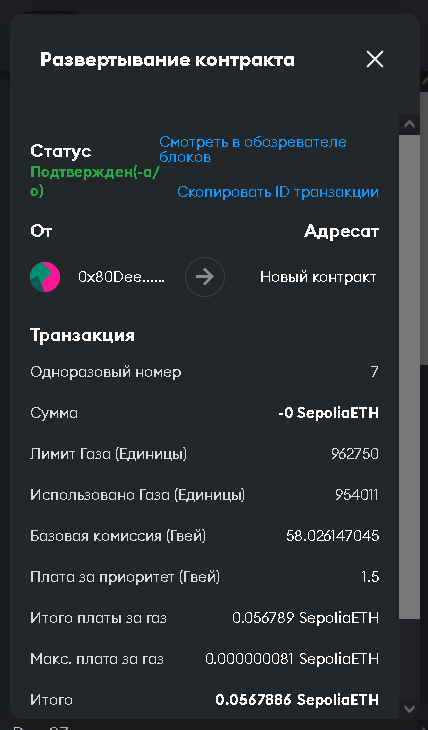 Развертывание контракта
Статус
Смотреть в обозревателе
блоков
Подтвержден(-а/
о)
Скопировать ID транзакции
От
Адресат
0x80Dee......
Новый контракт
Транзакция
Одноразовый номер 7
Сумма -0 SepoliaETH
Лимит Газа (Единицы) 962750
Использовано Газа (Единицы) 954011
Базовая комиссия (Гвей) 58.026147045
Плата за приоритет (Гвей) 1.5
Итого платы за газ 0.056789 SepoliaETH
Макс. плата за газ 0.000000081 SepoliaETH
Итого 0.0567886 SepoliaETH